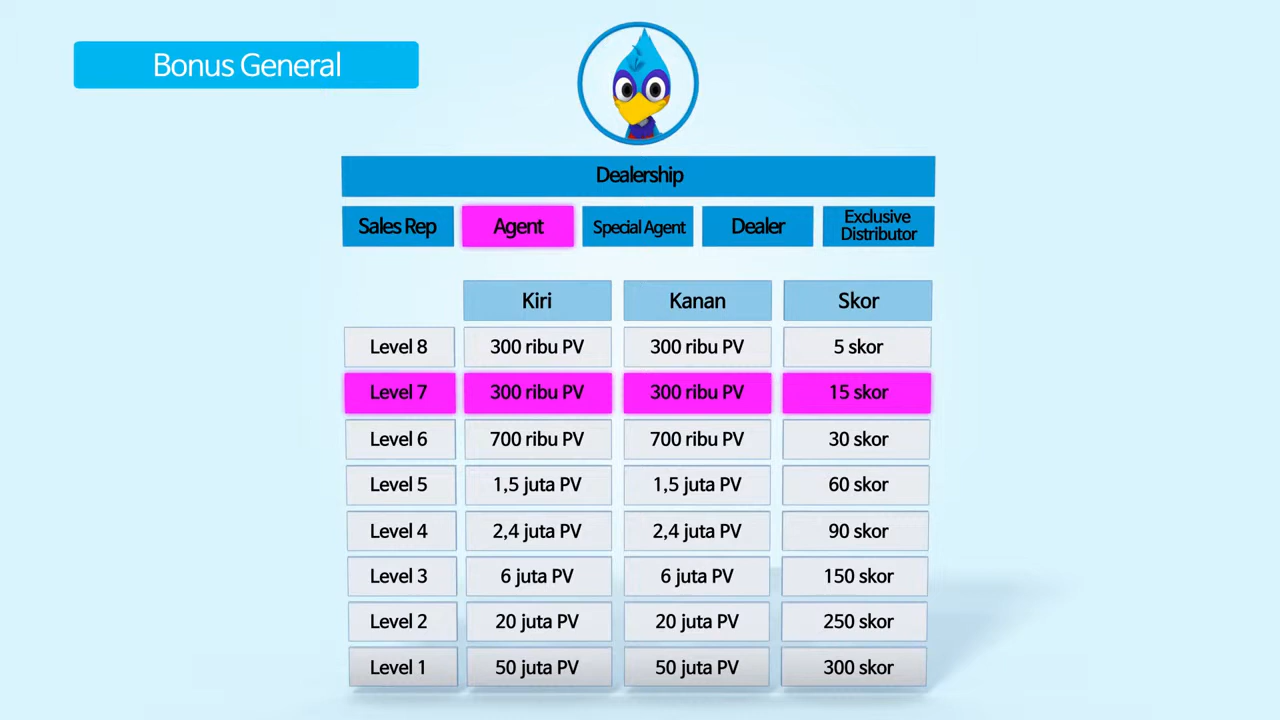 Bonus General
Dealership
Sales Rep
Agent
Special Agent
Dealer
Exclusive
Distributor
Kiri
Kanan
Skor
Level 8
300 ribu PV
300 ribu PV
5 skor
Level 7
300 ribu PV
300 ribu PV
15 skor
Level 6
700 ribu PV
700 ribu PV
30 skor
Level 5
1,5 juta PV
1,5 juta PV
60 skor
Level 4
2,4 juta PV
2,4 juta PV
90 skor
Level 3
6 juta PV
6 juta PV
150 skor
Level 2
20 juta PV
20 juta PV
250 skor
Level 1
50 juta PV
50 juta PV
300 skor